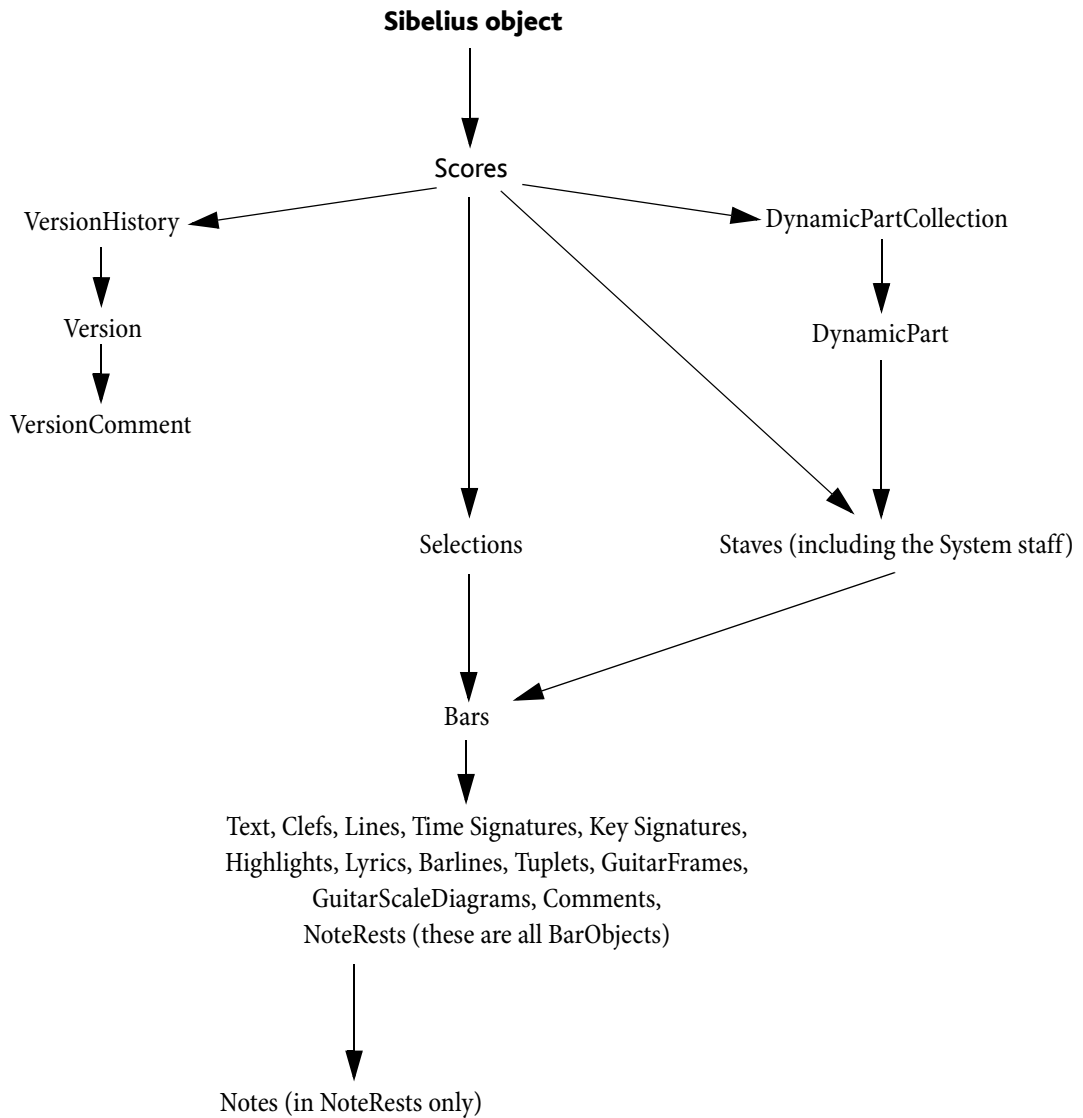 Sibelius object
Scores
VersionHistory
DynamicPartCollection
Version
DynamicPart
VersionComment
Selections
Staves (including the System staff)
Bars
Text, Clefs, Lines, Time Signatures, Key Signatures,
Highlights, Lyrics, Barlines, Tuplets, GuitarFrames,
GuitarScaleDiagrams, Comments,
NoteRests (these are all BarObjects)
Notes (in NoteRests only)